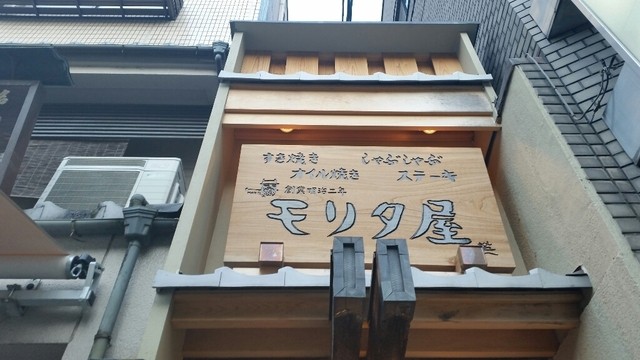 すき焼き しゃぶしゃぶ
オイル焼き ステーキ
創業明治二年
モリタ屋